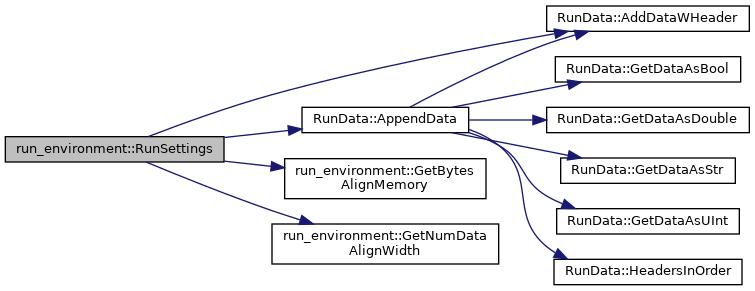 run_environment::RunSettings
RunData::AppendData
run_environment::GetBytes
AlignMemory
run_environment::GetNumData
AlignWidth
RunData::AddDataWHeader
RunData::GetDataAsBool
RunData::GetDataAsDouble
RunData::GetDataAsStr
RunData::GetDataAsUInt
RunData::HeadersInOrder